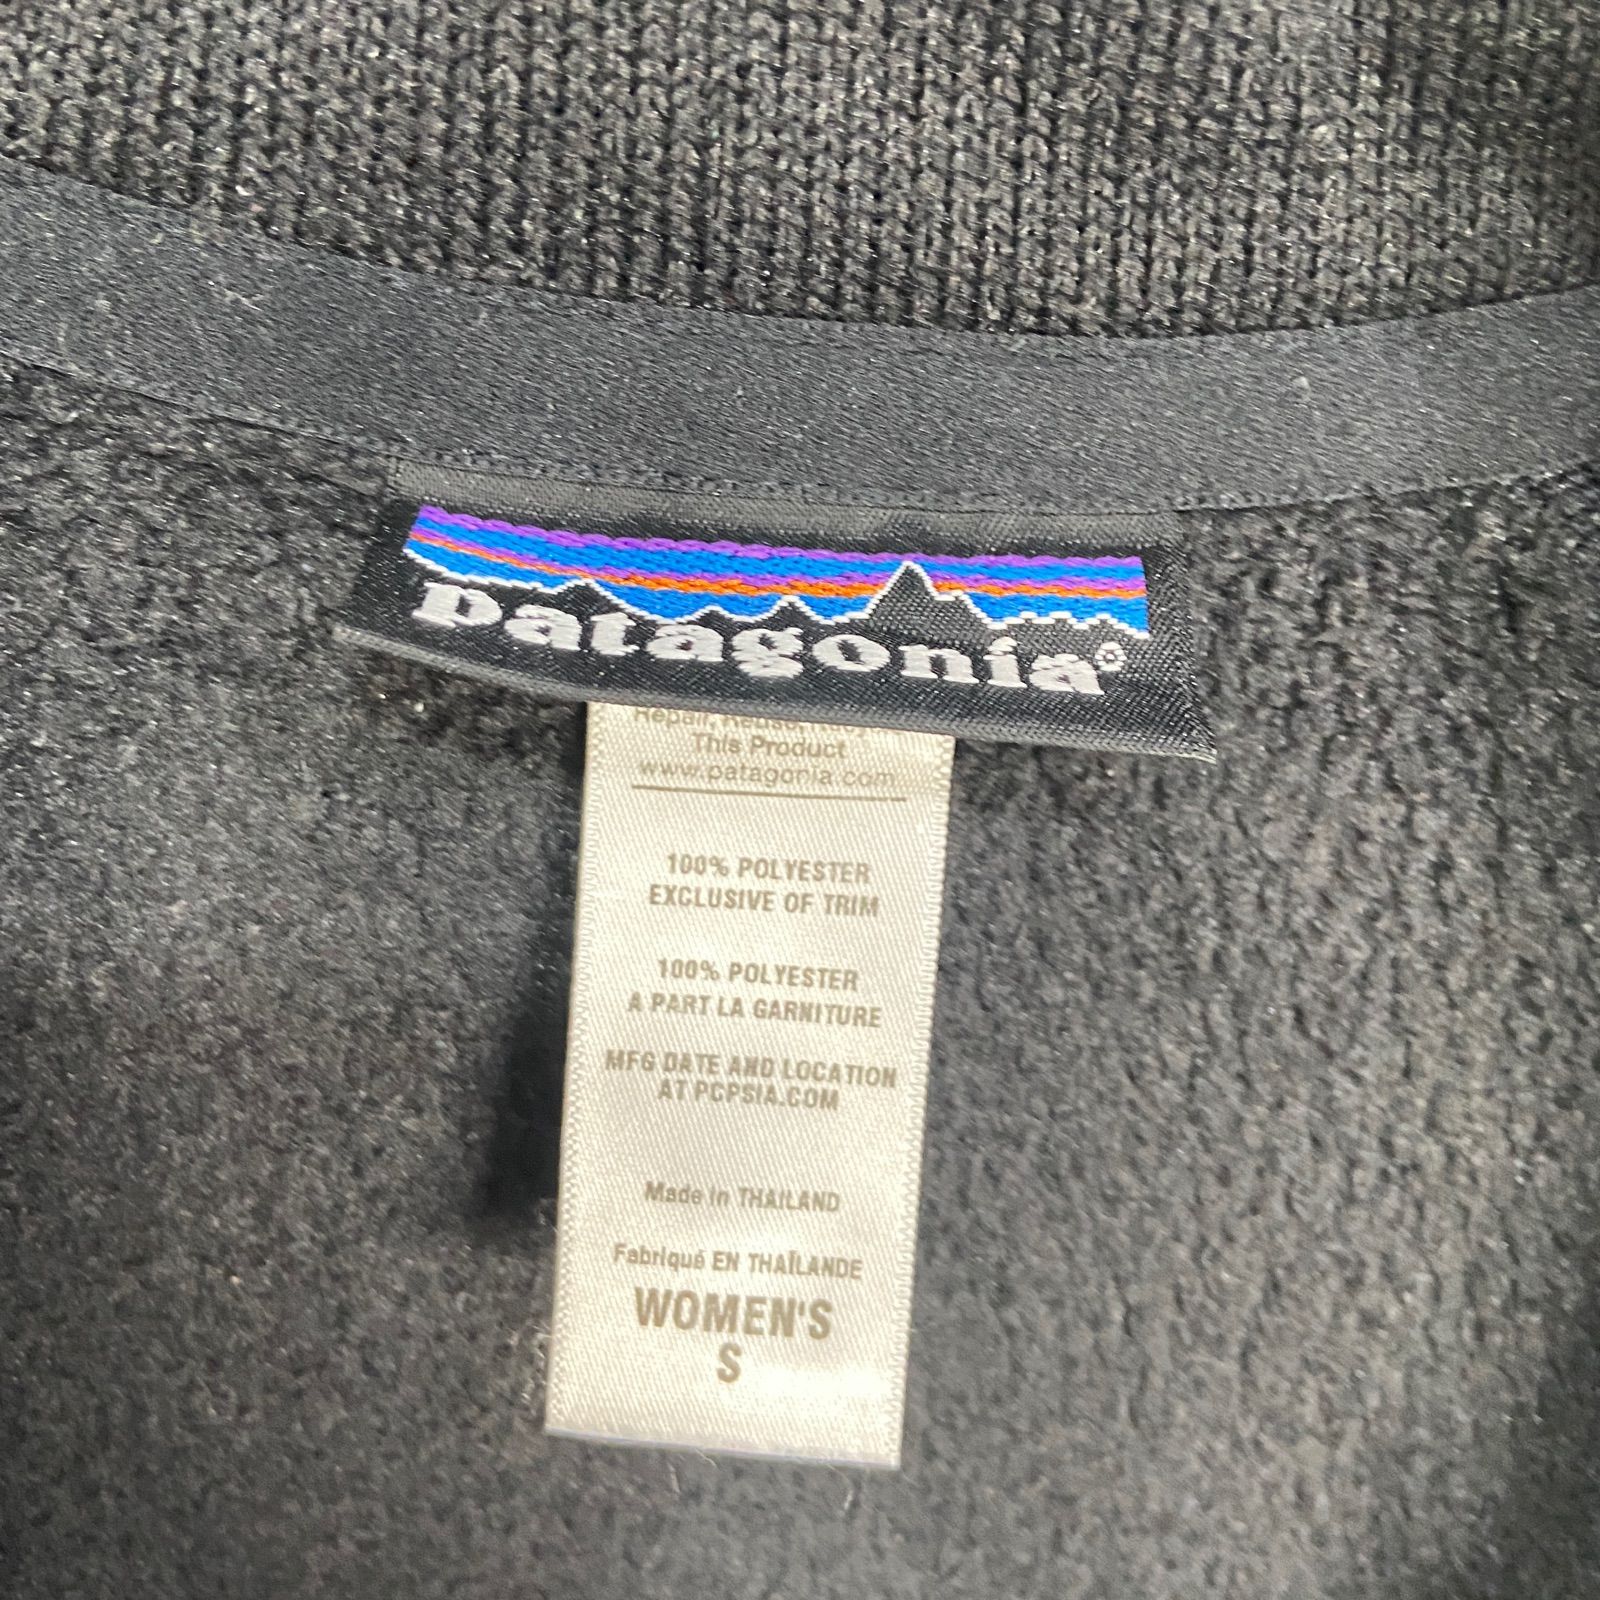 patagonia®
This Product
www.patagonia.com
100% POLYESTER
EXCLUSIVE OF TRIM
100% POLYESTER
A PART LA GARNITURE
MFG DATE AND LOCATION
AT PCPSIA.COM
Made in THAILAND
Fabriqué EN THAÏLANDE
WOMEN'S
S